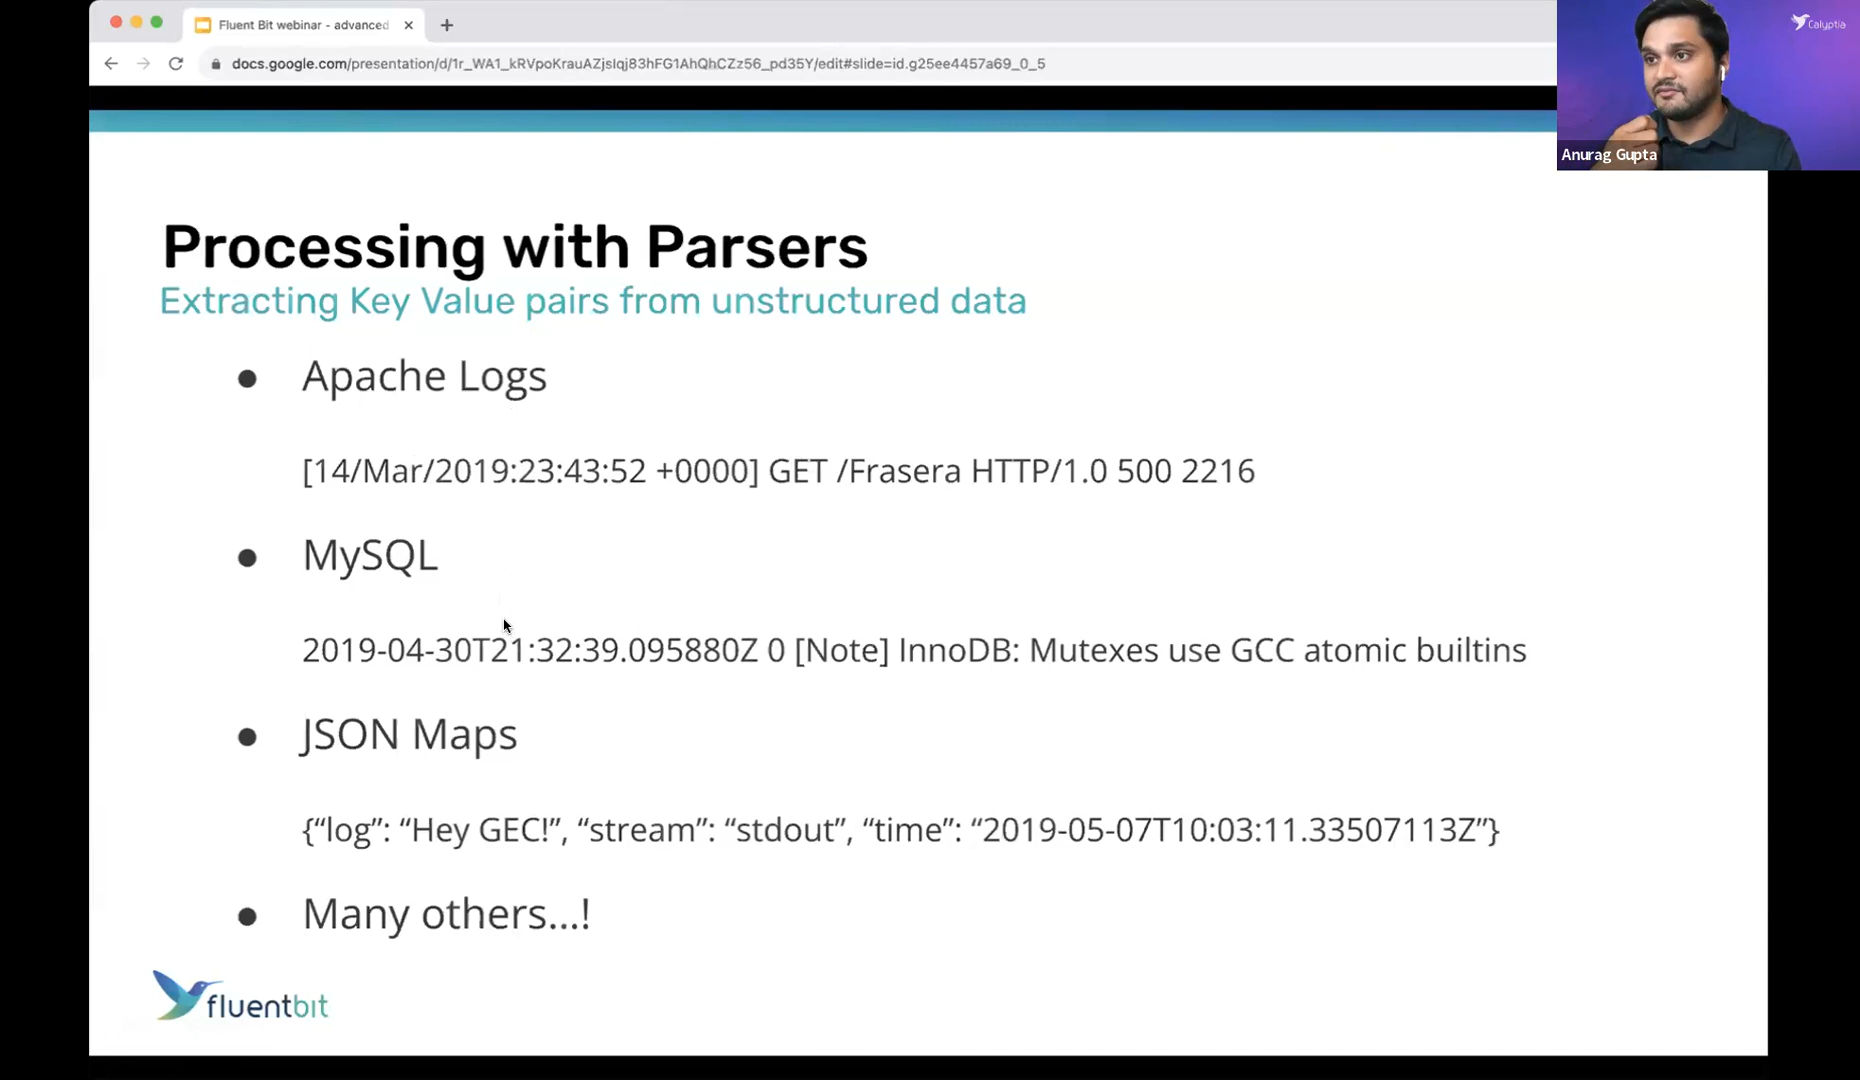 Fluent Bit webinar - advanced
docs.google.com/presentation/d/1r_WA1_kRVpoKrauAZjsIqj83hFG1AhQhCZz56_pd35Y/edit#slide=id.g25ee4457a69_0_5
Calyptia
Anurag Gupta
Processing with Parsers
Extracting Key Value pairs from unstructured data
● Apache Logs
[14/Mar/2019:23:43:52 +0000] GET /Frasera HTTP/1.0 500 2216
● MySQL
2019-04-30T21:32:39.095880Z 0 [Note] InnoDB: Mutexes use GCC atomic builtins
● JSON Maps
{“log”: “Hey GEC!”, “stream”: “stdout”, “time”: “2019-05-07T10:03:11.33507113Z”}
● Many others...!
fluentbit